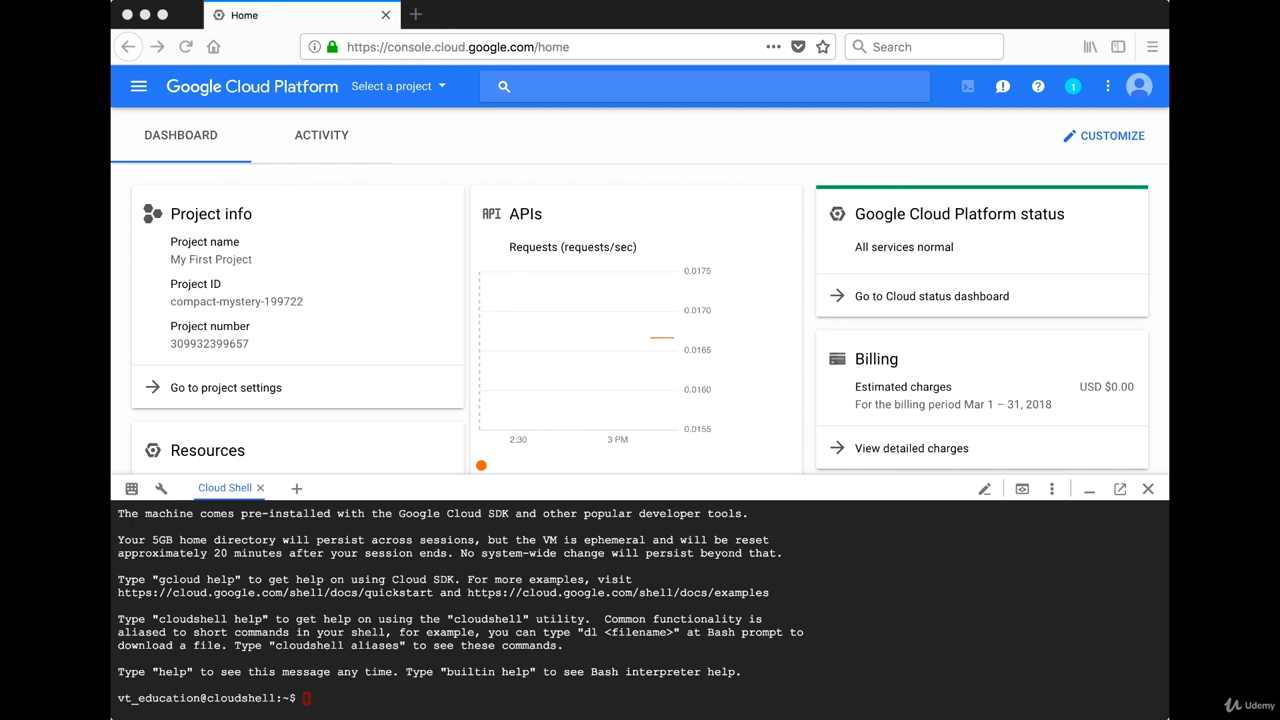 Home
https://console.cloud.google.com/home
Search
Google Cloud Platform
Select a project
1
DASHBOARD
ACTIVITY
CUSTOMIZE
Project info
Project name
My First Project
Project ID
compact-mystery-199722
Project number
309932399657
Go to project settings
Resources
API
APIs
Requests (requests/sec)
0.0175
0.0170
0.0165
0.0160
0.0155
2:30
3 PM
Google Cloud Platform status
All services normal
Go to Cloud status dashboard
Billing
Estimated charges
USD $0.00
For the billing period Mar 1 – 31, 2018
View detailed charges
Cloud Shell
The machine comes pre-installed with the Google Cloud SDK and other popular developer tools.
Your 5GB home directory will persist across sessions, but the VM is ephemeral and will be reset
approximately 20 minutes after your session ends. No system-wide change will persist beyond that.
Type "gcloud help" to get help on using Cloud SDK. For more examples, visit
https://cloud.google.com/shell/docs/quickstart and https://cloud.google.com/shell/docs/examples
Type "cloudshell help" to get help on using the "cloudshell" utility.  Common functionality is
aliased to short commands in your shell, for example, you can type "dl <filename>" at Bash prompt to
download a file. Type "cloudshell aliases" to see these commands.
Type "help" to see this message any time. Type "builtin help" to see Bash interpreter help.
vt_education@cloudshell:~$
Udemy